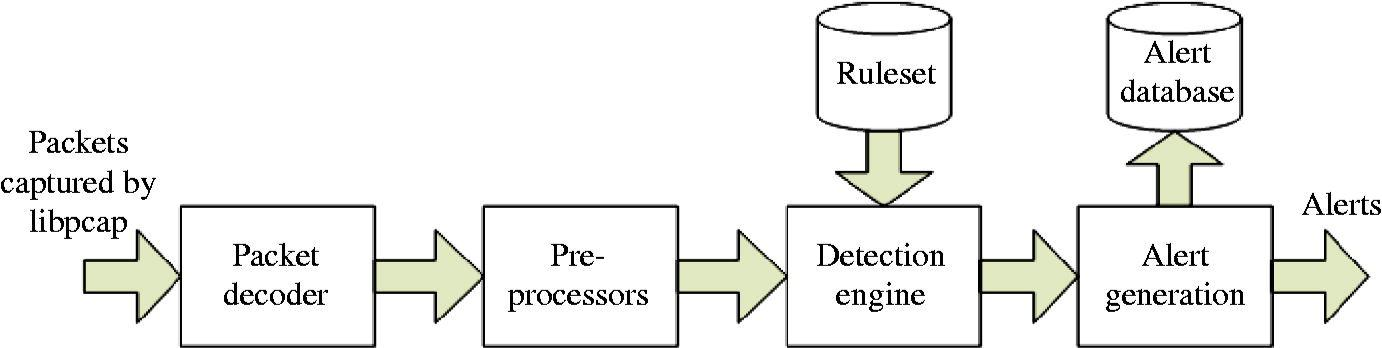 Ruleset
Alert
database
Packets
captured by
libpcap
Packet
decoder
Pre-
processors
Detection
engine
Alert
generation
Alerts